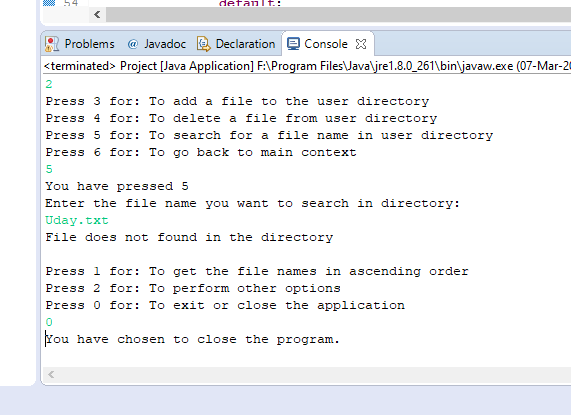 54 default:
Problems @ Javadoc Declaration Console
<terminated> Project [Java Application] F:\Program Files\Java\jre1.8.0_261\bin\javaw.exe (07-Mar-20
2
Press 3 for: To add a file to the user directory
Press 4 for: To delete a file from user directory
Press 5 for: To search for a file name in user directory
Press 6 for: To go back to main context
5
You have pressed 5
Enter the file name you want to search in directory:
Uday.txt
File does not found in the directory
Press 1 for: To get the file names in ascending order
Press 2 for: To perform other options
Press 0 for: To exit or close the application
0
You have chosen to close the program.